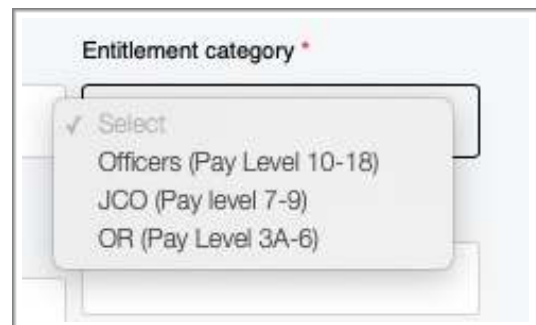 Entitlement category *
✓ Select
Officers (Pay Level 10-18)
JCO (Pay level 7-9)
OR (Pay Level 3A-6)